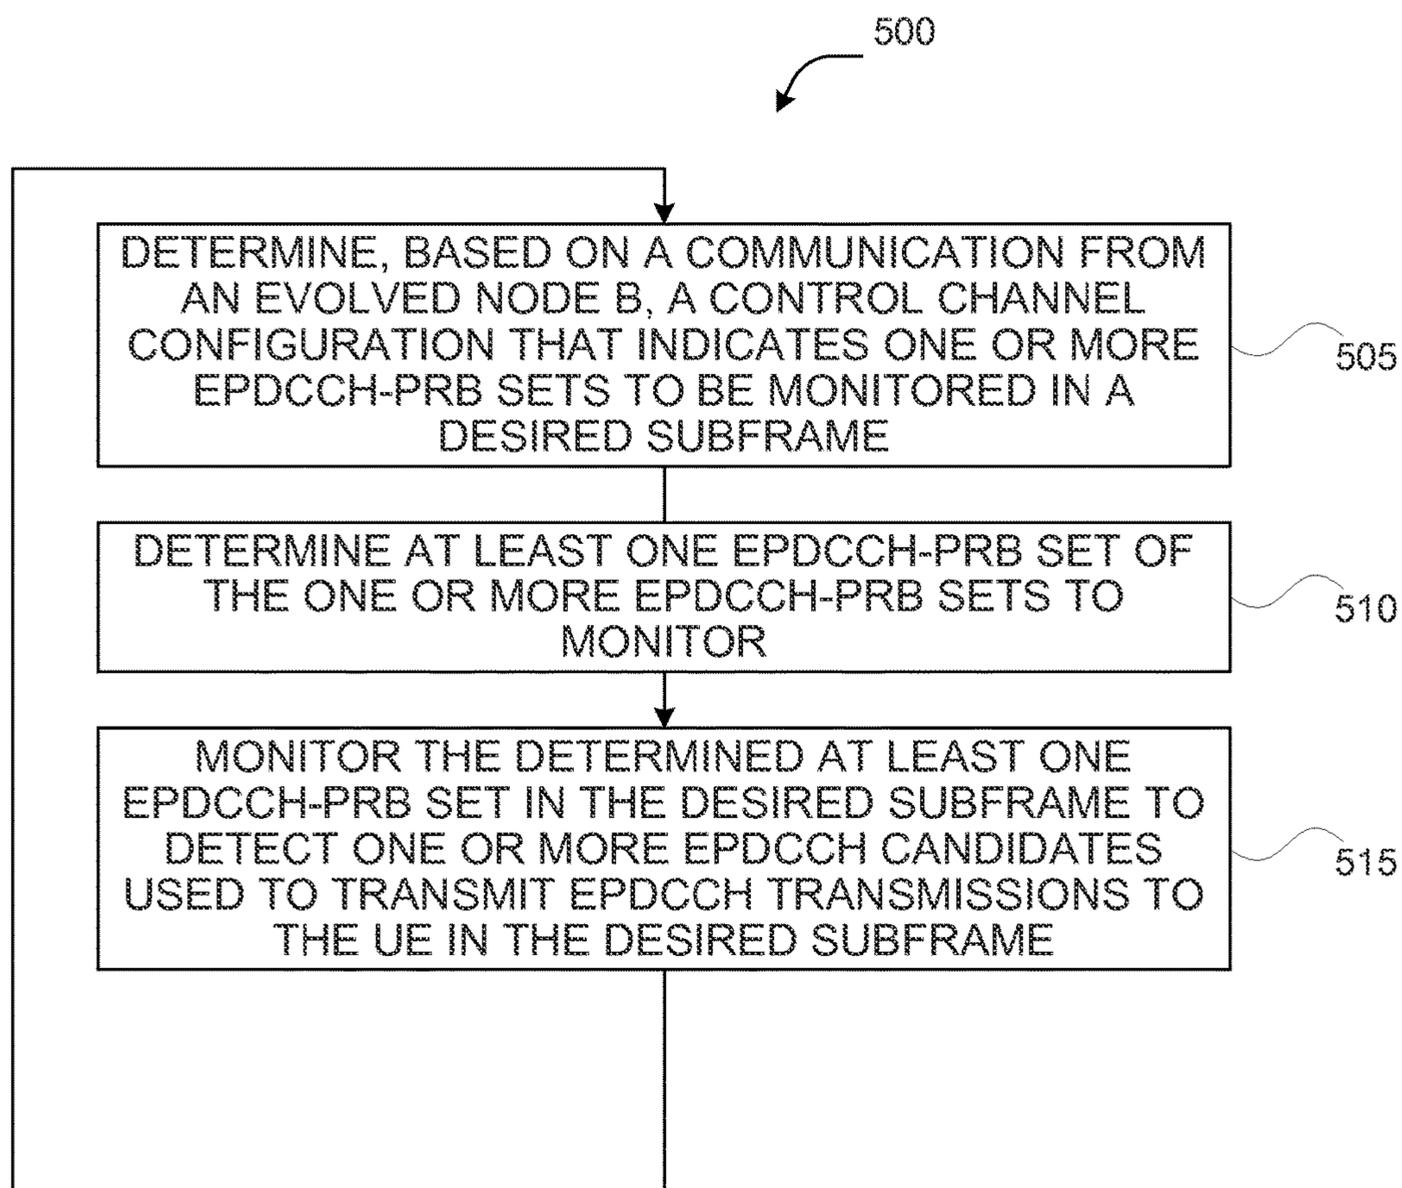 500
DETERMINE, BASED ON A COMMUNICATION FROM
AN EVOLVED NODE B, A CONTROL CHANNEL
CONFIGURATION THAT INDICATES ONE OR MORE
EPDCCH-PRB SETS TO BE MONITORED IN A
DESIRED SUBFRAME
505
DETERMINE AT LEAST ONE EPDCCH-PRB SET OF
THE ONE OR MORE EPDCCH-PRB SETS TO
MONITOR
510
MONITOR THE DETERMINED AT LEAST ONE
EPDCCH-PRB SET IN THE DESIRED SUBFRAME TO
DETECT ONE OR MORE EPDCCH CANDIDATES
USED TO TRANSMIT EPDCCH TRANSMISSIONS TO
THE UE IN THE DESIRED SUBFRAME
515